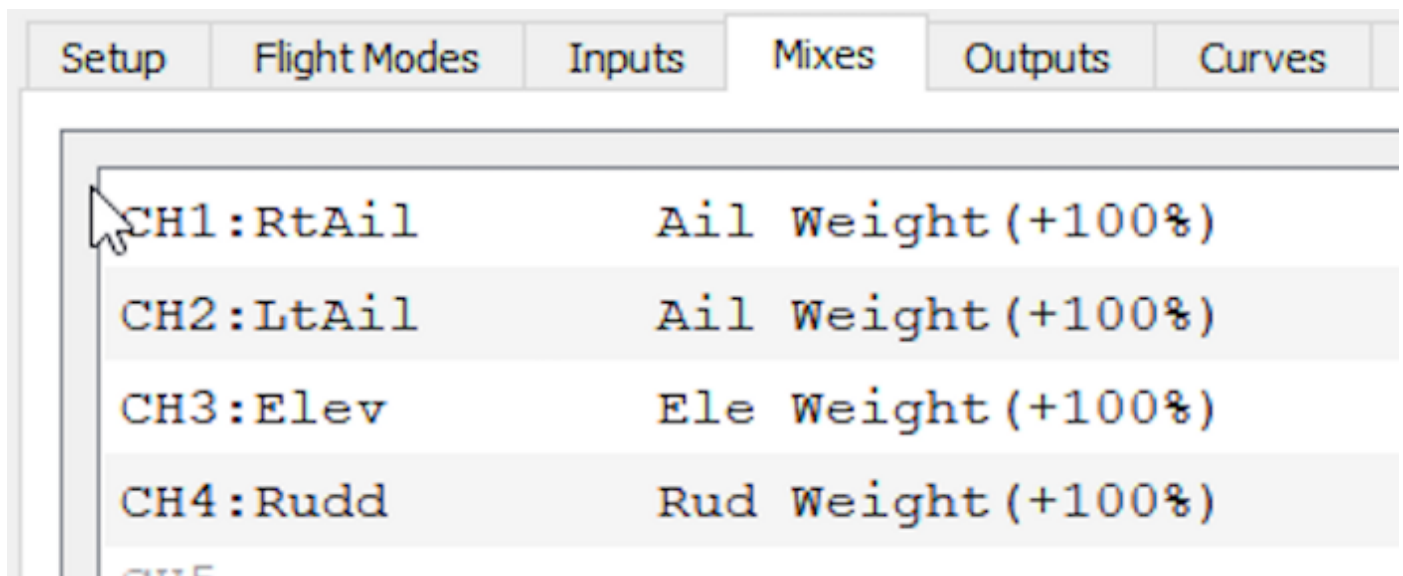 Setup Flight Modes Inputs Mixes Outputs Curves
CH1:RtAil Ail Weight(+100%)
CH2:LtAil Ail Weight(+100%)
CH3:Elev Ele Weight(+100%)
CH4:Rudd Rud Weight(+100%)